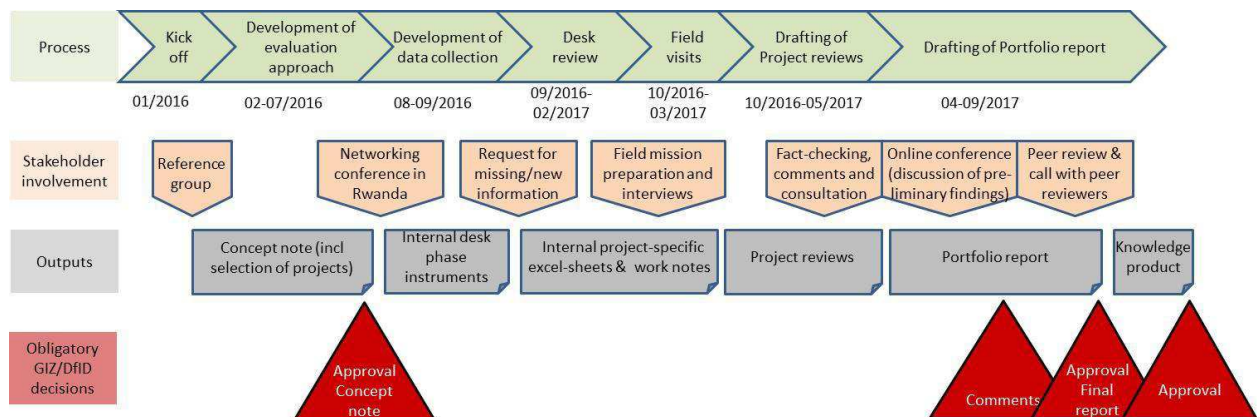 Process
Kick
off
Development of
evaluation
approach
Development of
data collection
Desk
review
Field
visits
Drafting of
Project reviews
Drafting of Portfolio report
01/2016
02-07/2016
08-09/2016
09/2016-
02/2017
10/2016-
03/2017
10/2016-05/2017
04-09/2017
Stakeholder
involvement
Reference
group
Networking
conference in
Rwanda
Request for
missing/new
information
Field mission
preparation and
interviews
Fact-checking,
comments and
consultation
Online conference
(discussion of pre-
liminary findings)
Peer review &
call with peer
reviewers
Outputs
Concept note (incl
selection of projects)
Internal desk
phase
instruments
Internal project-specific
excel-sheets & work notes
Project reviews
Portfolio report
Knowledge
product
Obligatory
GIZ/DfID
decisions
Approval
Concept
note
Comments
Approval
Final
report
Approval